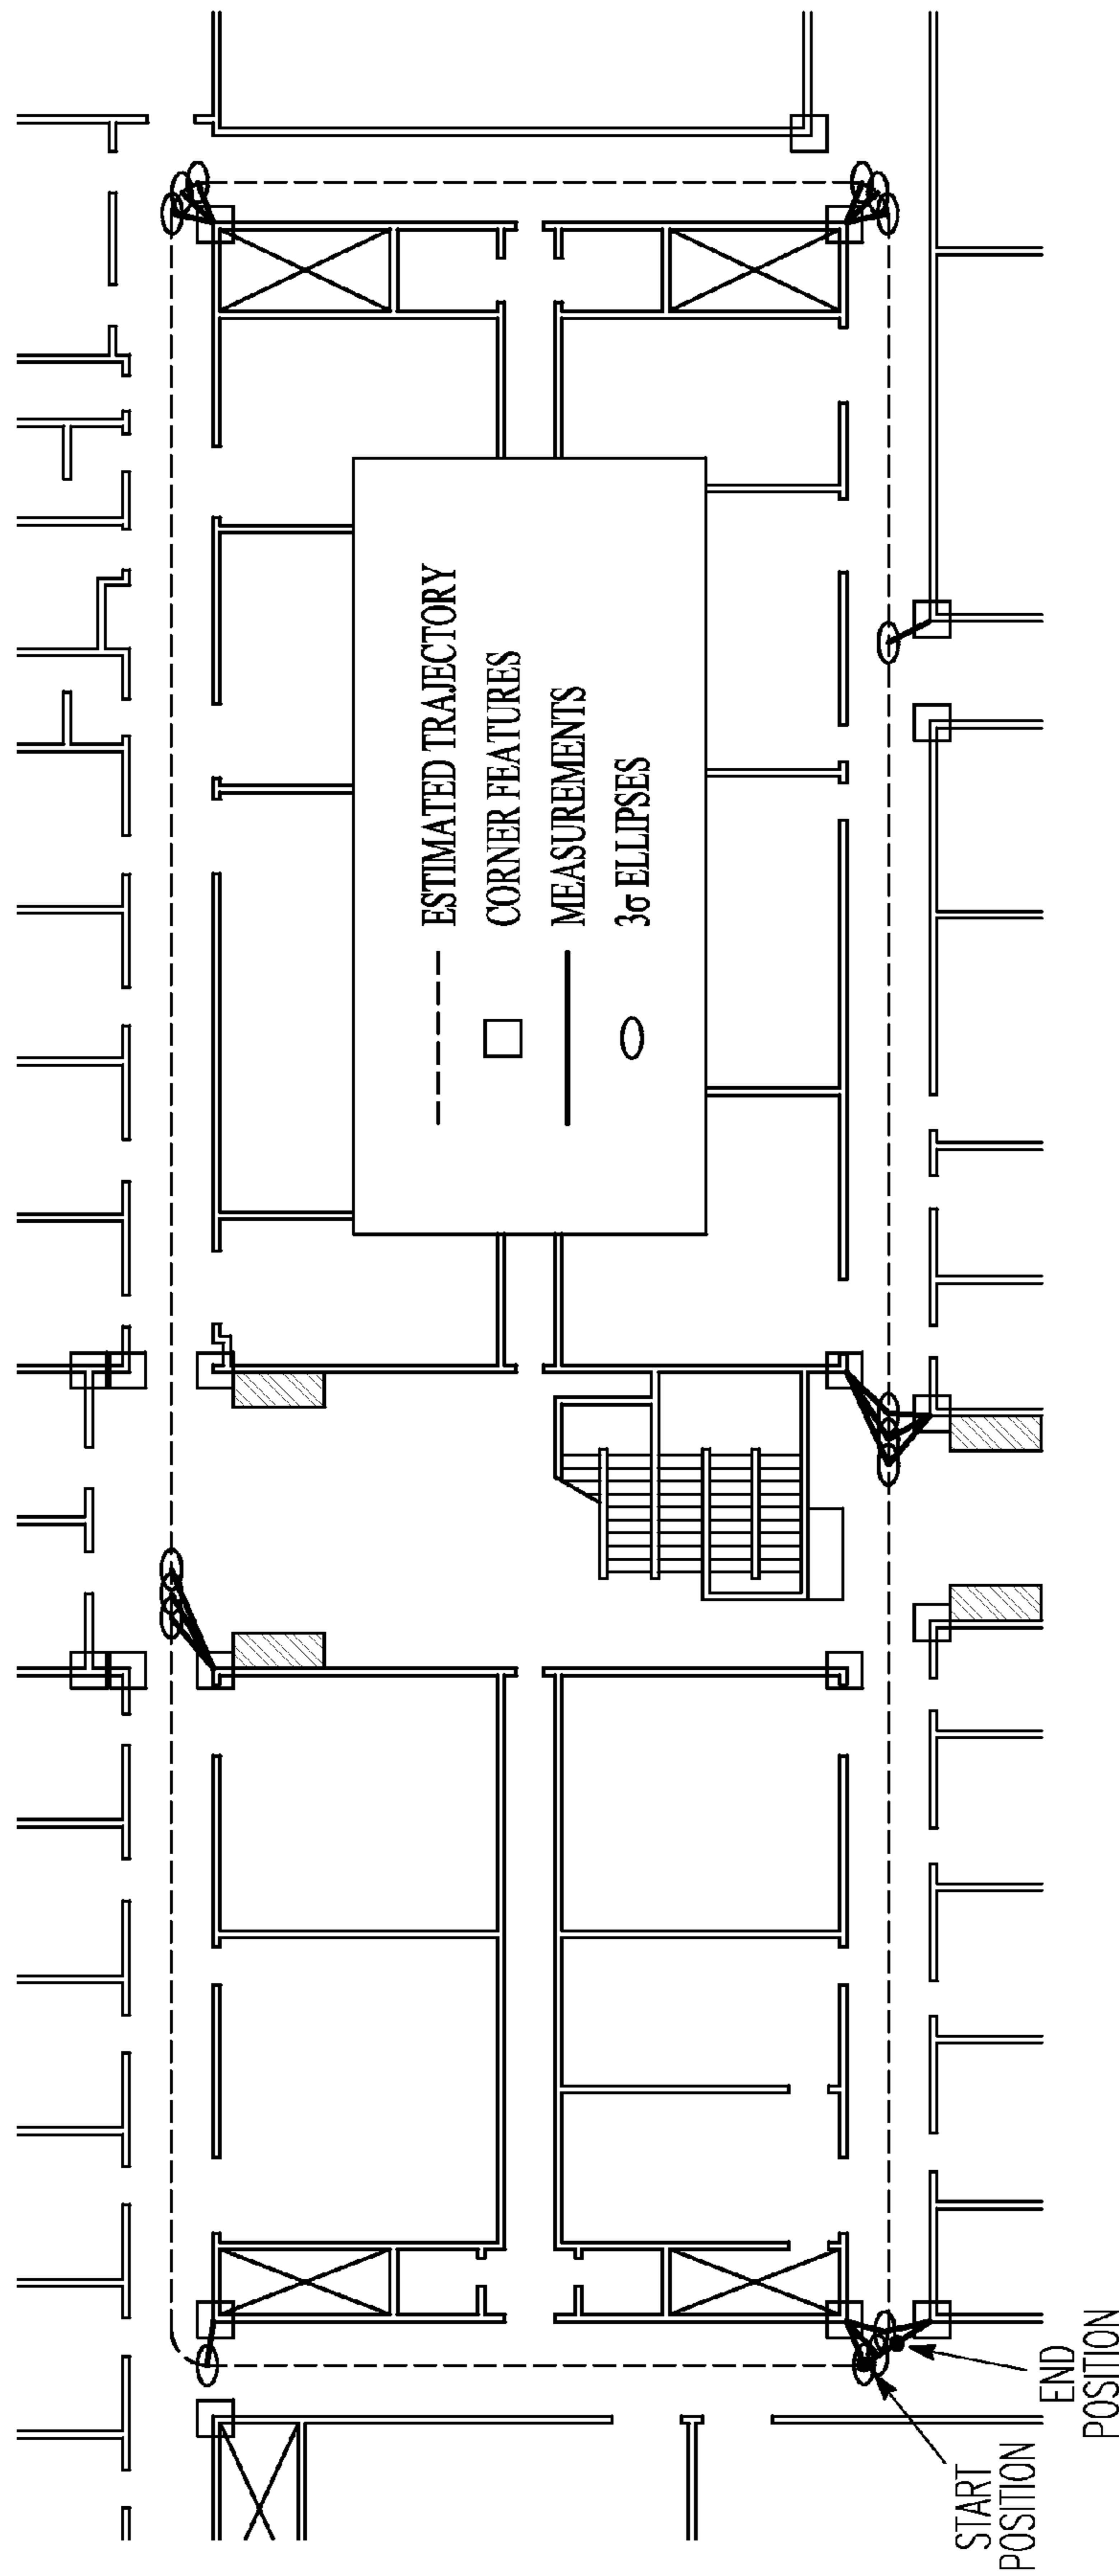 ESTIMATED TRAJECTORY
CORNER FEATURES
MEASUREMENTS
3σ ELLIPSES
START
POSITION
END
POSITION